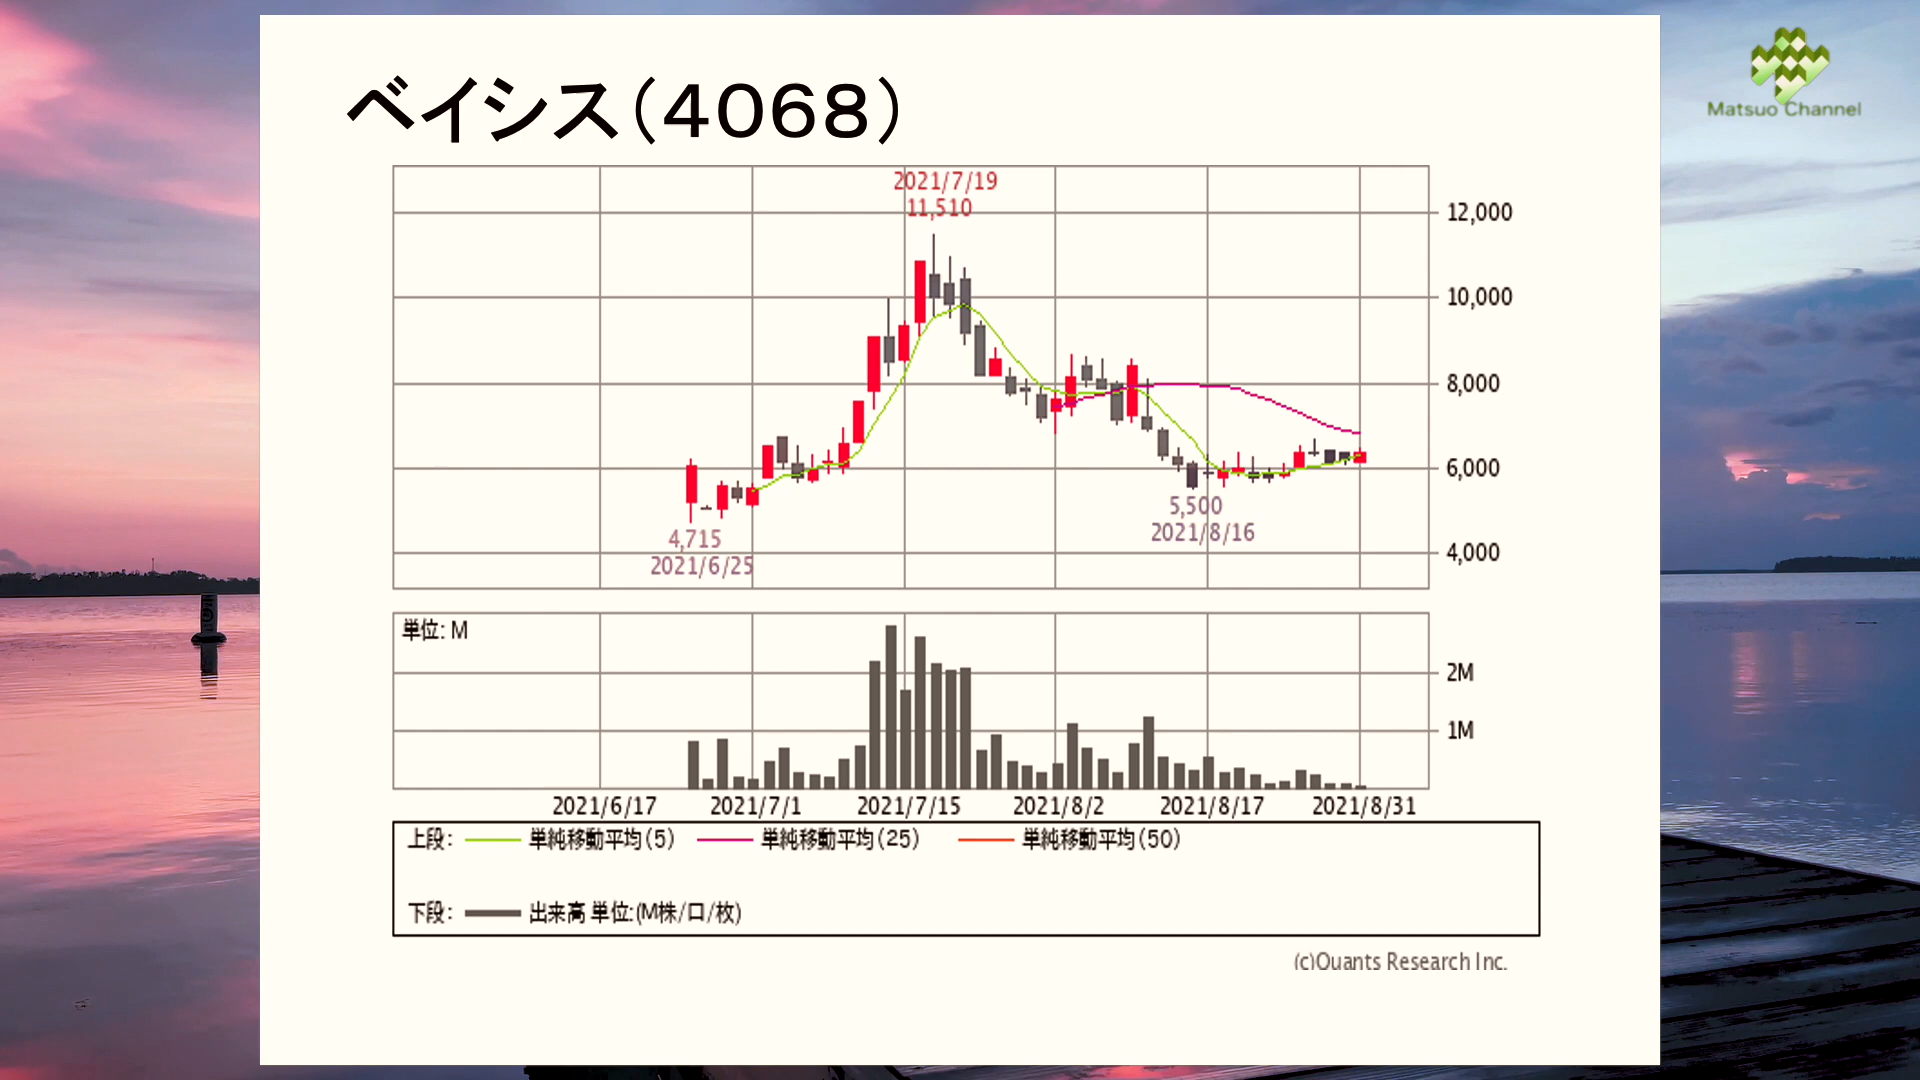 ベイシス（４０６８）
Matsuo Channel
2021/7/19
11,510
12,000
10,000
8,000
6,000
4,000
4,715
2021/6/25
5,500
2021/8/16
単位: M
2M
1M
2021/6/17 2021/7/1 2021/7/15 2021/8/2 2021/8/17 2021/8/31
上段: 単純移動平均(5) 単純移動平均(25) 単純移動平均(50)
下段: 出来高 単位:(M株/口/枚)
(c)Quants Research Inc.